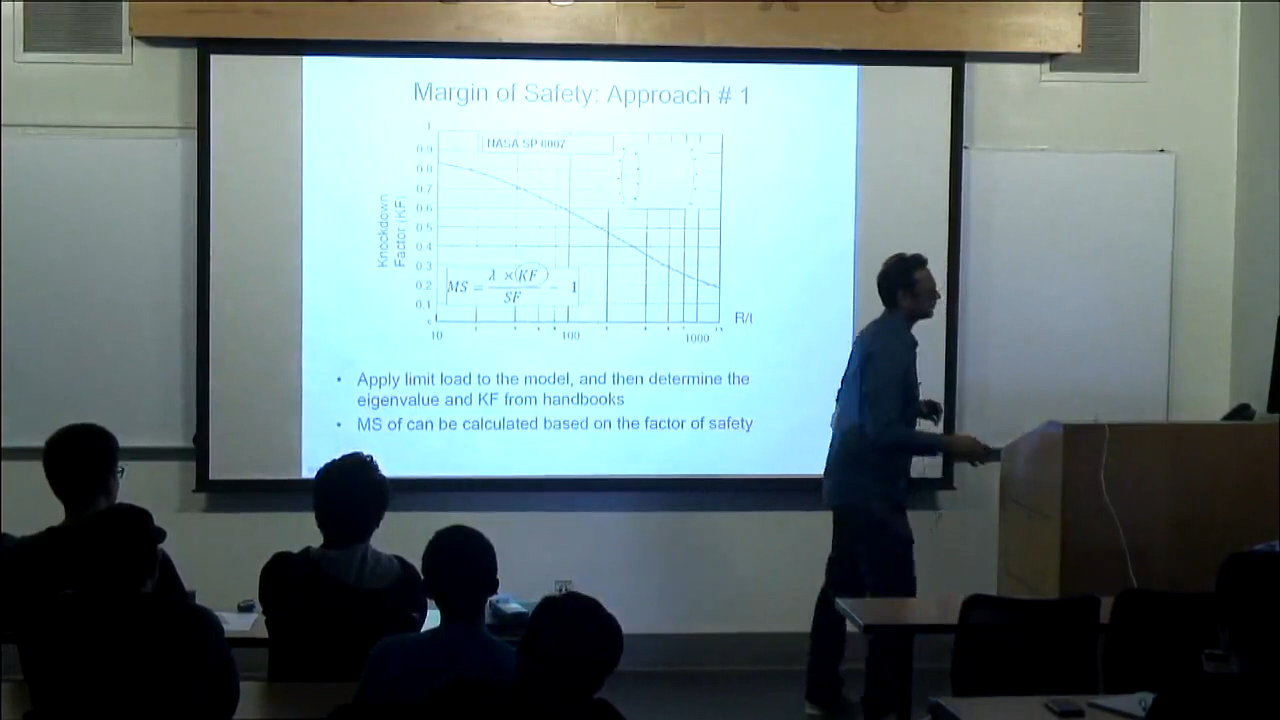 Margin of Safety: Approach # 1
NASA SP 8007
1
0.9
0.8
0.7
0.6
0.5
0.4
0.3
0.2
0.1
Knockdown
Factor (KF)
MS = λ × KF / SF - 1
10
100
1000
R/t
• Apply limit load to the model, and then determine the
eigenvalue and KF from handbooks
• MS of can be calculated based on the factor of safety